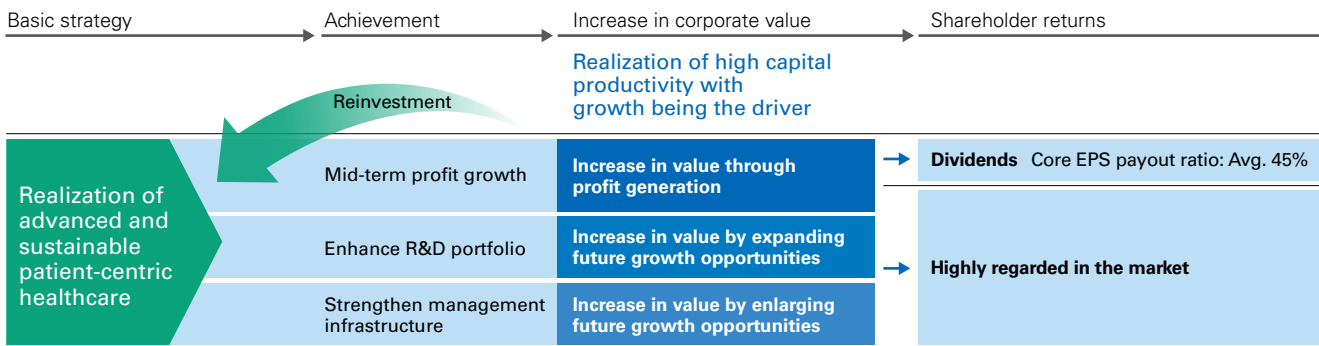 Basic strategy
Achievement
Increase in corporate value
Shareholder returns
Realization of high capital
productivity with
growth being the driver
Reinvestment
Realization of
advanced and
sustainable
patient-centric
healthcare
Mid-term profit growth
Increase in value through
profit generation
Dividends Core EPS payout ratio: Avg. 45%
Enhance R&D portfolio
Increase in value by expanding
future growth opportunities
Highly regarded in the market
Strengthen management
infrastructure
Increase in value by enlarging
future growth opportunities